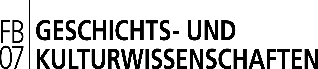 FB GESCHICHTS- UND
07 KULTURWISSENSCHAFTEN